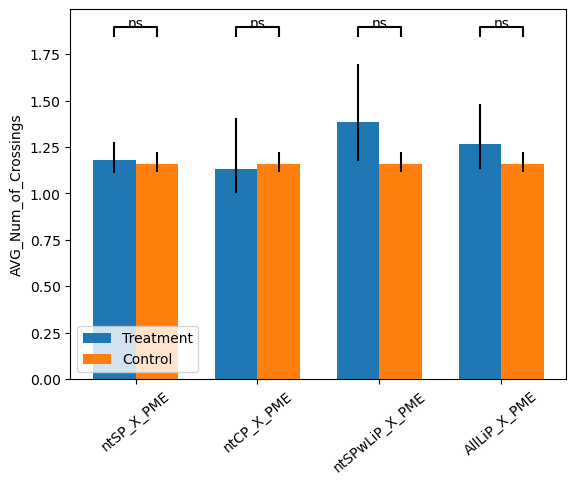 ns ns ns ns
1.75
1.50
1.25
1.00
0.75
0.50
0.25
0.00
AVG_Num_of_Crossings
Treatment
Control
ntSP_X_PME
ntCP_X_PME
ntSPwLiP_X_PME
AllLiP_X_PME